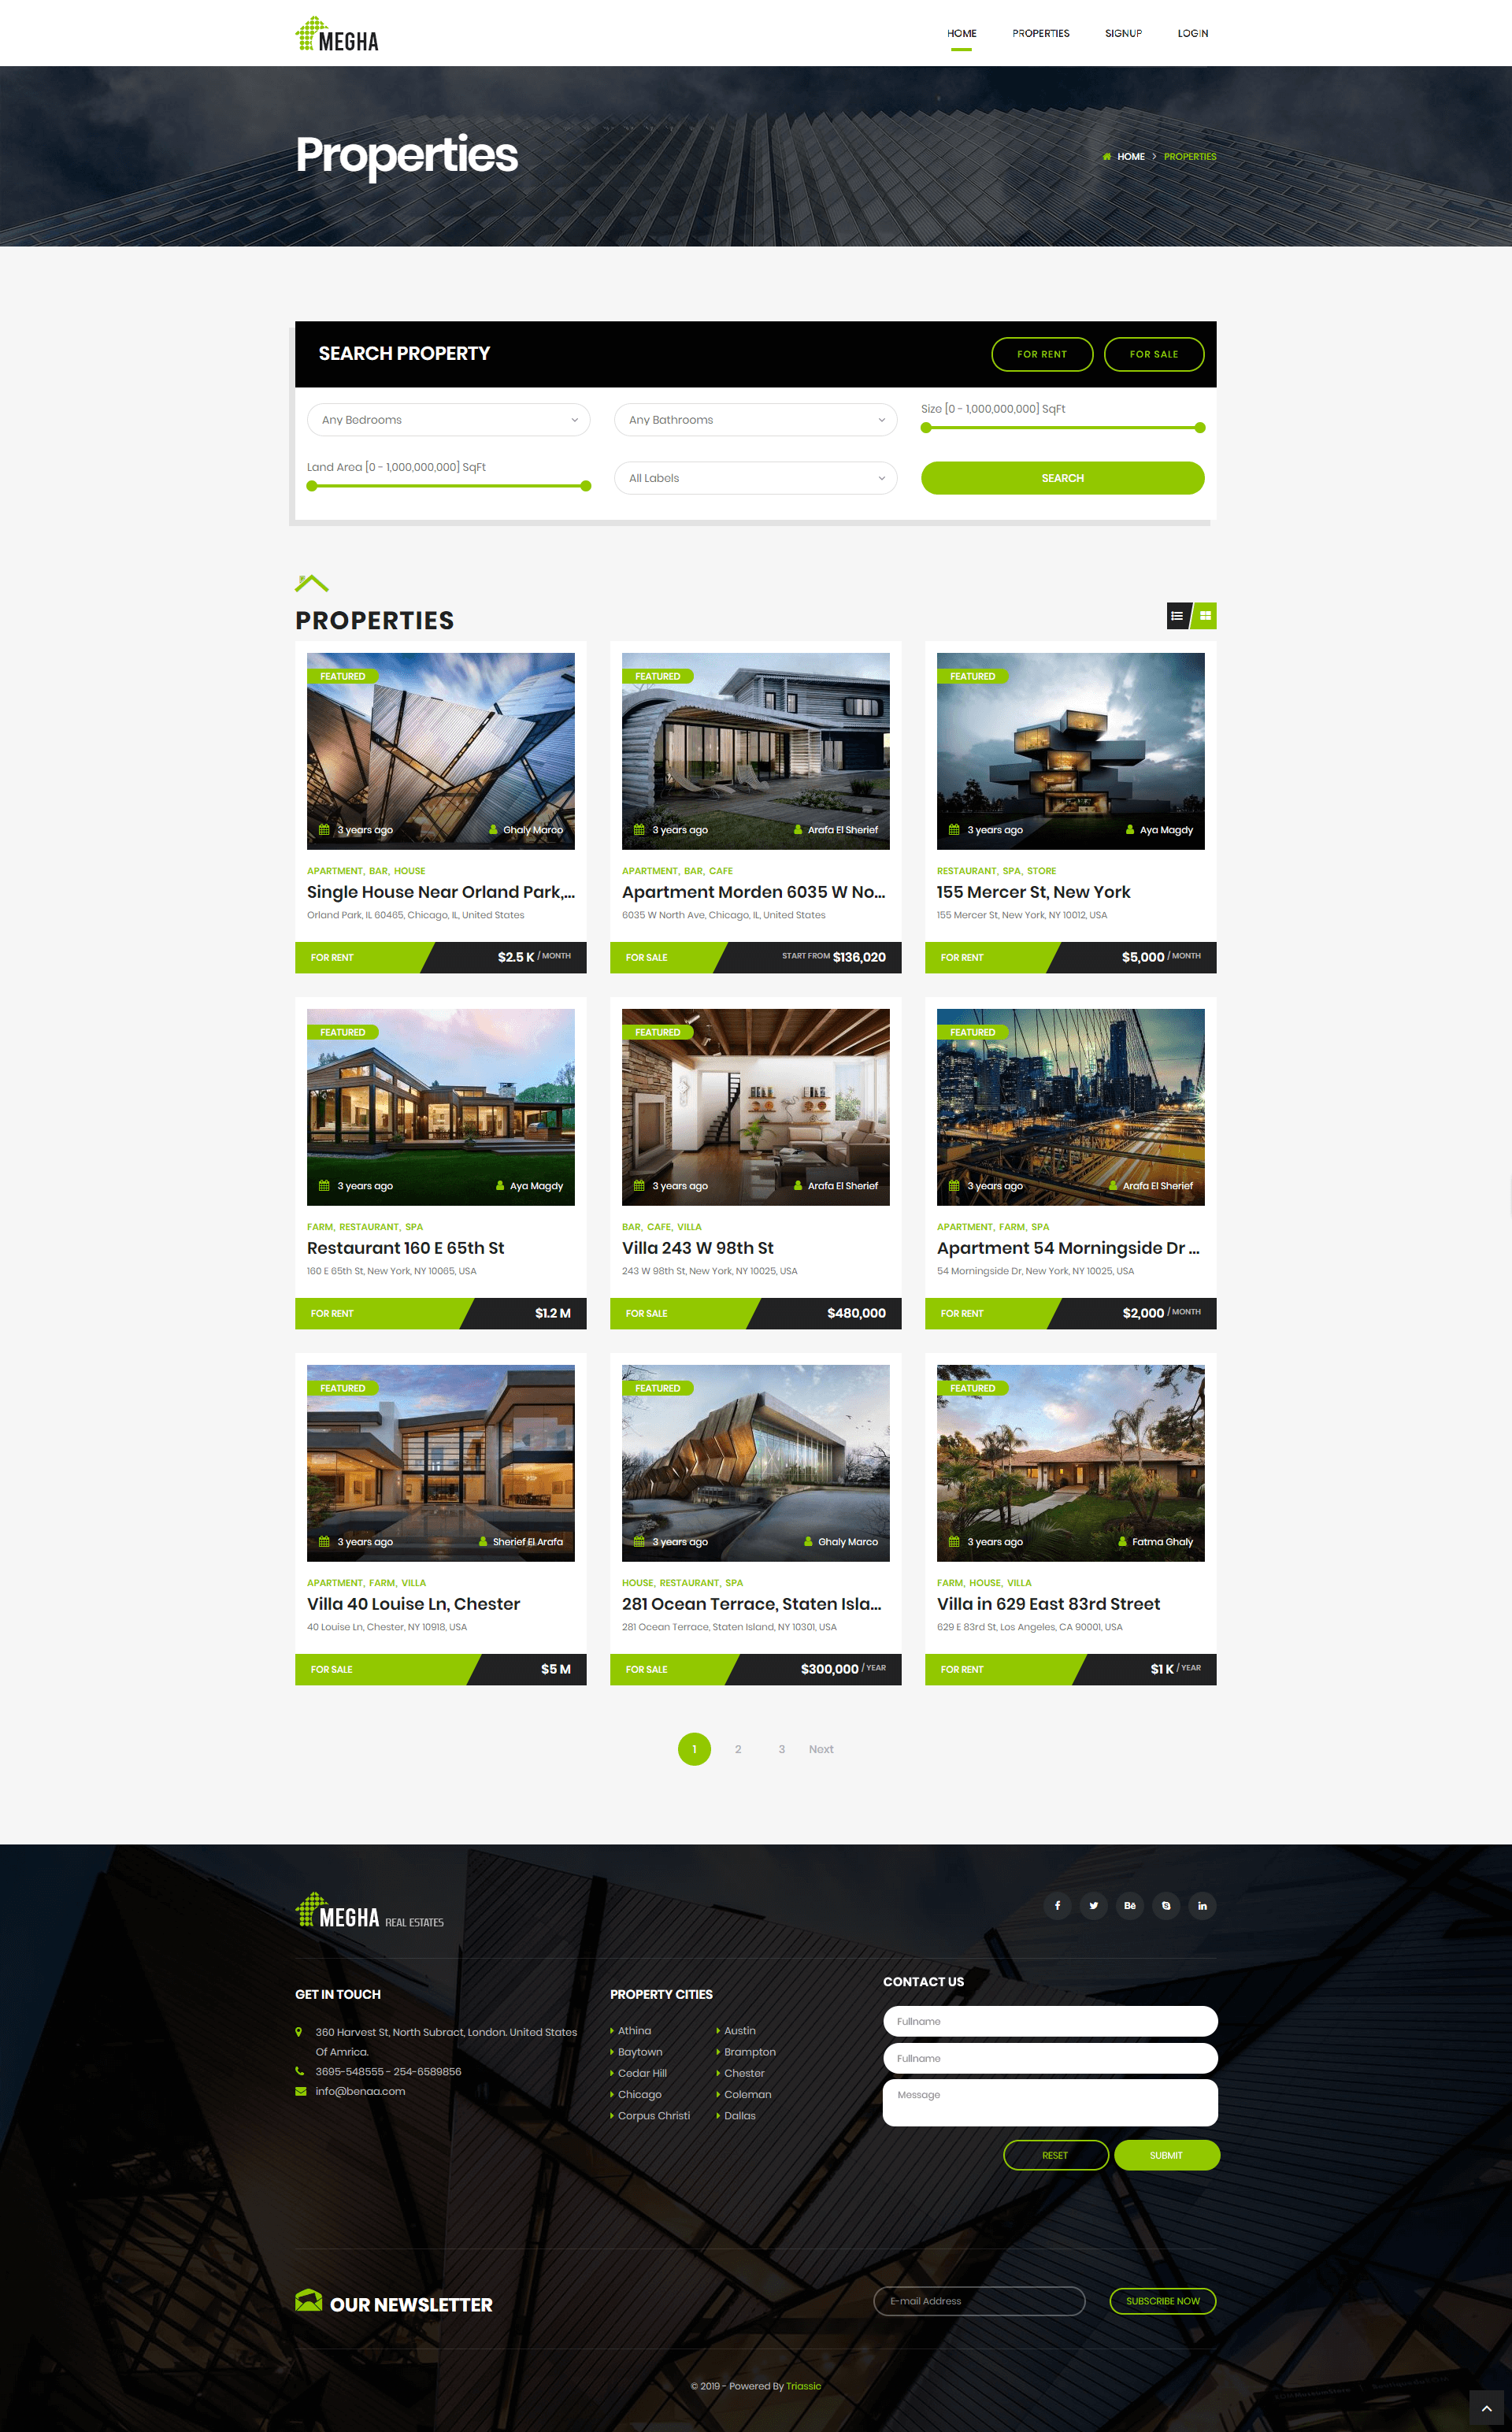 MEGHA
HOME
PROPERTIES
SIGNUP
LOGIN
Properties
HOME
PROPERTIES
SEARCH PROPERTY
FOR RENT
FOR SALE
Any Bedrooms
Any Bathrooms
Size [0 - 1,000,000,000] SqFt
Land Area [0 - 1,000,000,000] SqFt
All Labels
SEARCH
PROPERTIES
FEATURED
3 years ago
Ghaly Marco
APARTMENT, BAR, HOUSE
Single House Near Orland Park,...
Orland Park, IL 60465, Chicago, IL, United States
FOR RENT
$2.5 K / MONTH
FEATURED
3 years ago
Arafa El Sherief
APARTMENT, BAR, CAFE
Apartment Morden 6035 W No...
6035 W North Ave, Chicago, IL, United States
FOR SALE
START FROM $136,020
FEATURED
3 years ago
Aya Magdy
RESTAURANT, SPA, STORE
155 Mercer St, New York
155 Mercer St, New York, NY 10012, USA
FOR RENT
$5,000 / MONTH
FEATURED
3 years ago
Aya Magdy
FARM, RESTAURANT, SPA
Restaurant 160 E 65th St
160 E 65th St, New York, NY 10065, USA
FOR RENT
$1.2 M
FEATURED
3 years ago
Arafa El Sherief
BAR, CAFE, VILLA
Villa 243 W 98th St
243 W 98th St, New York, NY 10025, USA
FOR SALE
$480,000
FEATURED
3 years ago
Arafa El Sherief
APARTMENT, FARM, SPA
Apartment 54 Morningside Dr ...
54 Morningside Dr, New York, NY 10025, USA
FOR RENT
$2,000 / MONTH
FEATURED
3 years ago
Sherief El Arafa
APARTMENT, FARM, VILLA
Villa 40 Louise Ln, Chester
40 Louise Ln, Chester, NY 10918, USA
FOR SALE
$5 M
FEATURED
3 years ago
Ghaly Marco
HOUSE, RESTAURANT, SPA
281 Ocean Terrace, Staten Isla...
281 Ocean Terrace, Staten Island, NY 10301, USA
FOR SALE
$300,000 / YEAR
FEATURED
3 years ago
Fatma Ghaly
FARM, HOUSE, VILLA
Villa in 629 East 83rd Street
629 E 83rd St, Los Angeles, CA 90001, USA
FOR RENT
$1 K / YEAR
1
2
3
Next
MEGHA REAL ESTATES
f
Bē
in
GET IN TOUCH
360 Harvest St, North Subract, London. United States
Of Amrica.
3695-548555 - 254-6589856
info@benaa.com
PROPERTY CITIES
Athina
Austin
Baytown
Brampton
Cedar Hill
Chester
Chicago
Coleman
Corpus Christi
Dallas
CONTACT US
Fullname
Fullname
Message
RESET
SUBMIT
OUR NEWSLETTER
E-mail Address
SUBSCRIBE NOW
© 2019 - Powered By Triassic